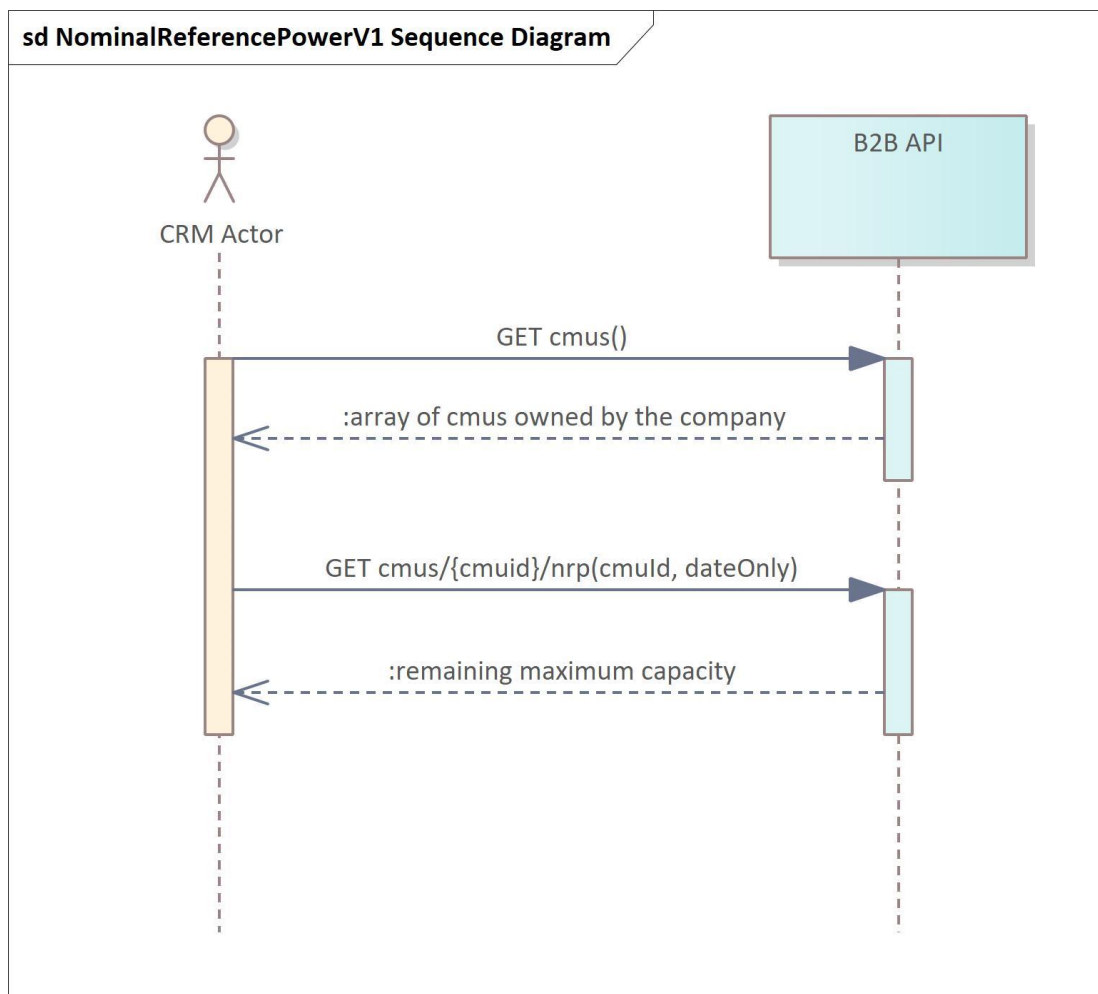 sd NominalReferencePowerV1 Sequence Diagram
CRM Actor
B2B API
GET cmus()
:array of cmus owned by the company
GET cmus/{cmuid}/nrp(cmuId, dateOnly)
:remaining maximum capacity